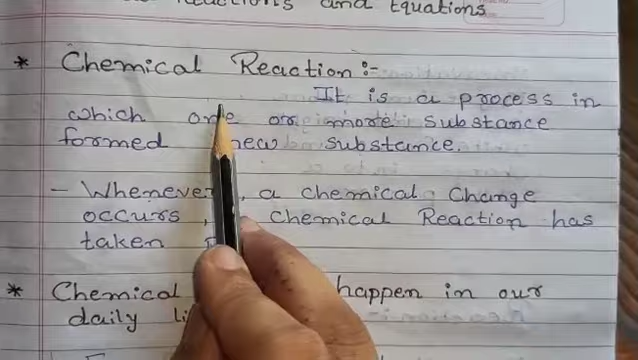 Reactions and Equations
* Chemical Reaction :-
It is a process in
which one or more substance
formed new substance.
- Whenever, a chemical change
occurs, Chemical Reaction has
taken
* Chemical happen in our
daily